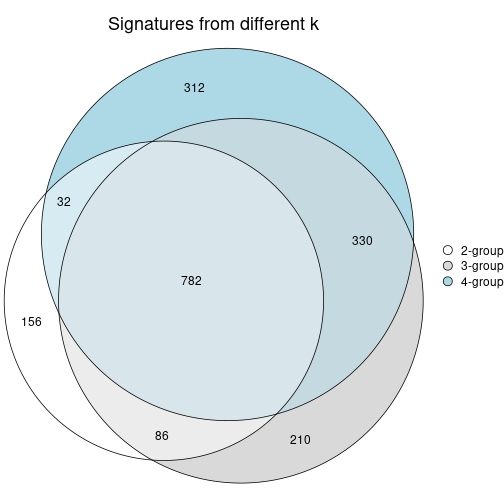 Signatures from different k
312
32
330
782
156
86
210
2-group
3-group
4-group